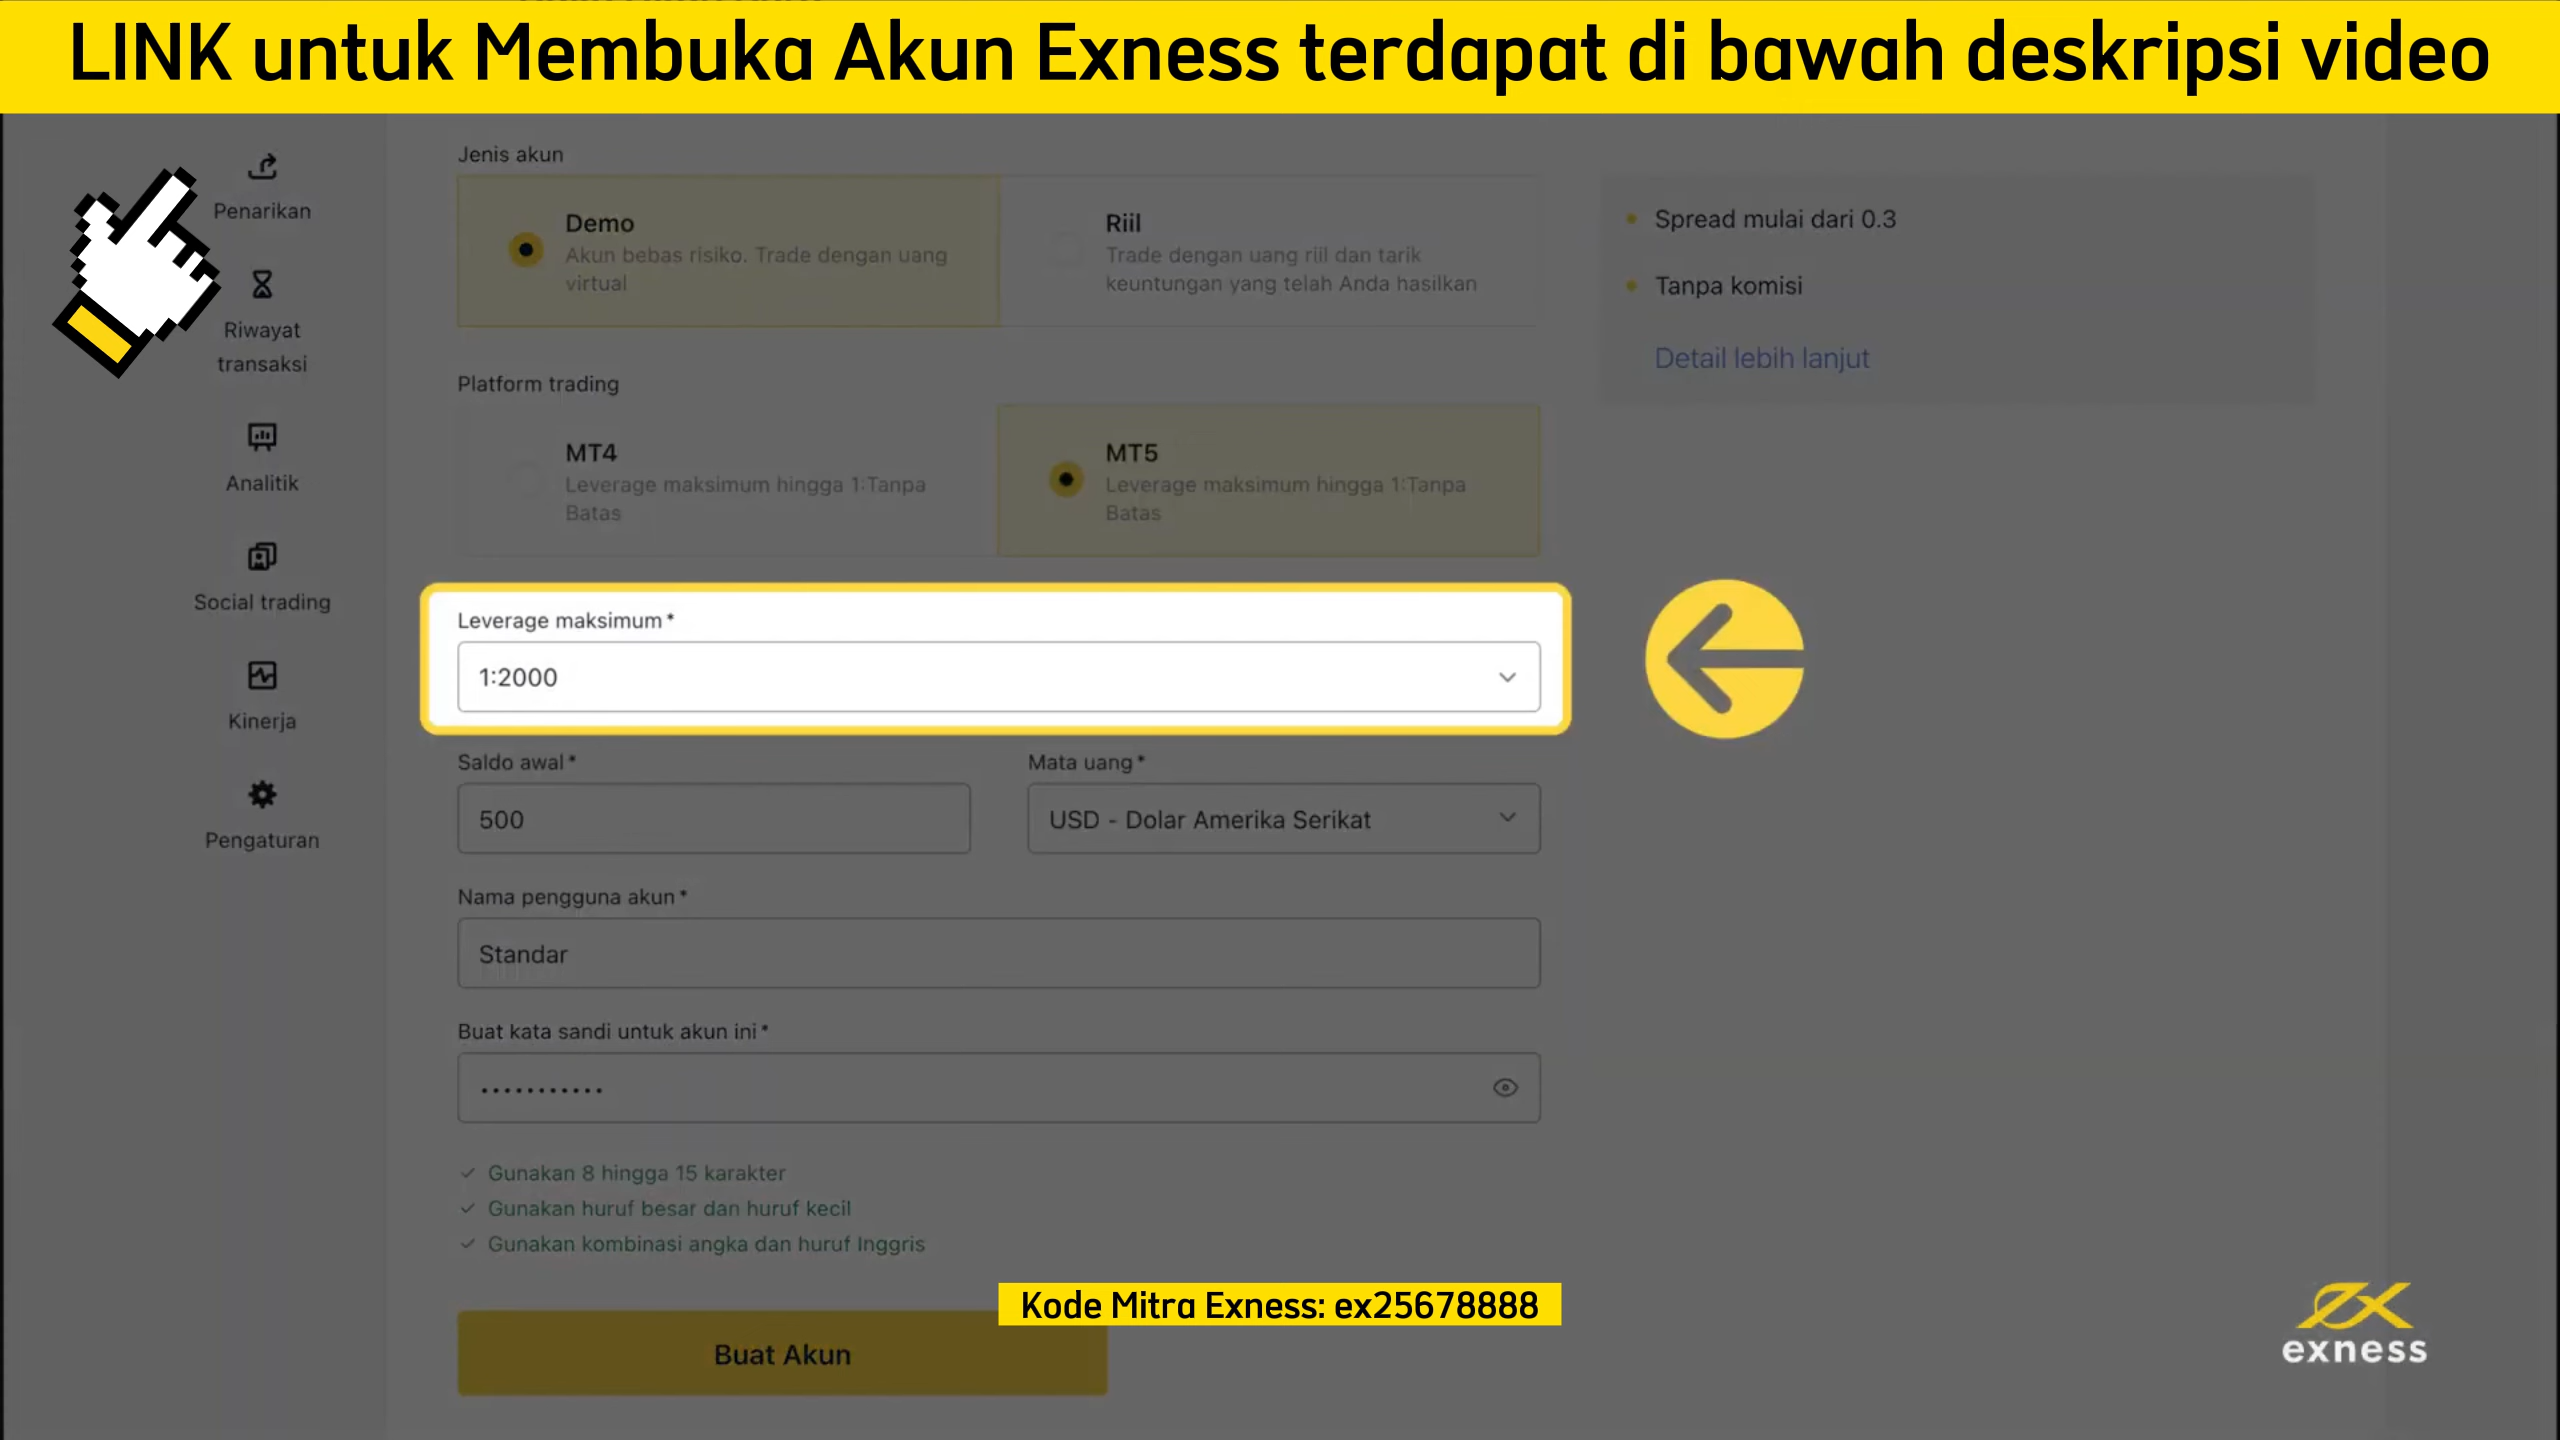 LINK untuk Membuka Akun Exness terdapat di bawah deskripsi video
Penarikan
Riwayat
transaksi
Analitik
Social trading
Kinerja
Pengaturan
Jenis akun
Demo
Akun bebas risiko. Trade dengan uang
virtual
Riil
Trade dengan uang riil dan tarik
keuntungan yang telah Anda hasilkan
Spread mulai dari 0.3
Tanpa komisi
Detail lebih lanjut
Platform trading
MT4
Leverage maksimum hingga 1:Tanpa
Batas
MT5
Leverage maksimum hingga 1:Tanpa
Batas
Leverage maksimum*
1:2000
Saldo awal*
500
Mata uang*
USD - Dolar Amerika Serikat
Nama pengguna akun*
Standar
Buat kata sandi untuk akun ini*
Gunakan 8 hingga 15 karakter
Gunakan huruf besar dan huruf kecil
Gunakan kombinasi angka dan huruf Inggris
Kode Mitra Exness: ex25678888
Buat Akun
ex
exness